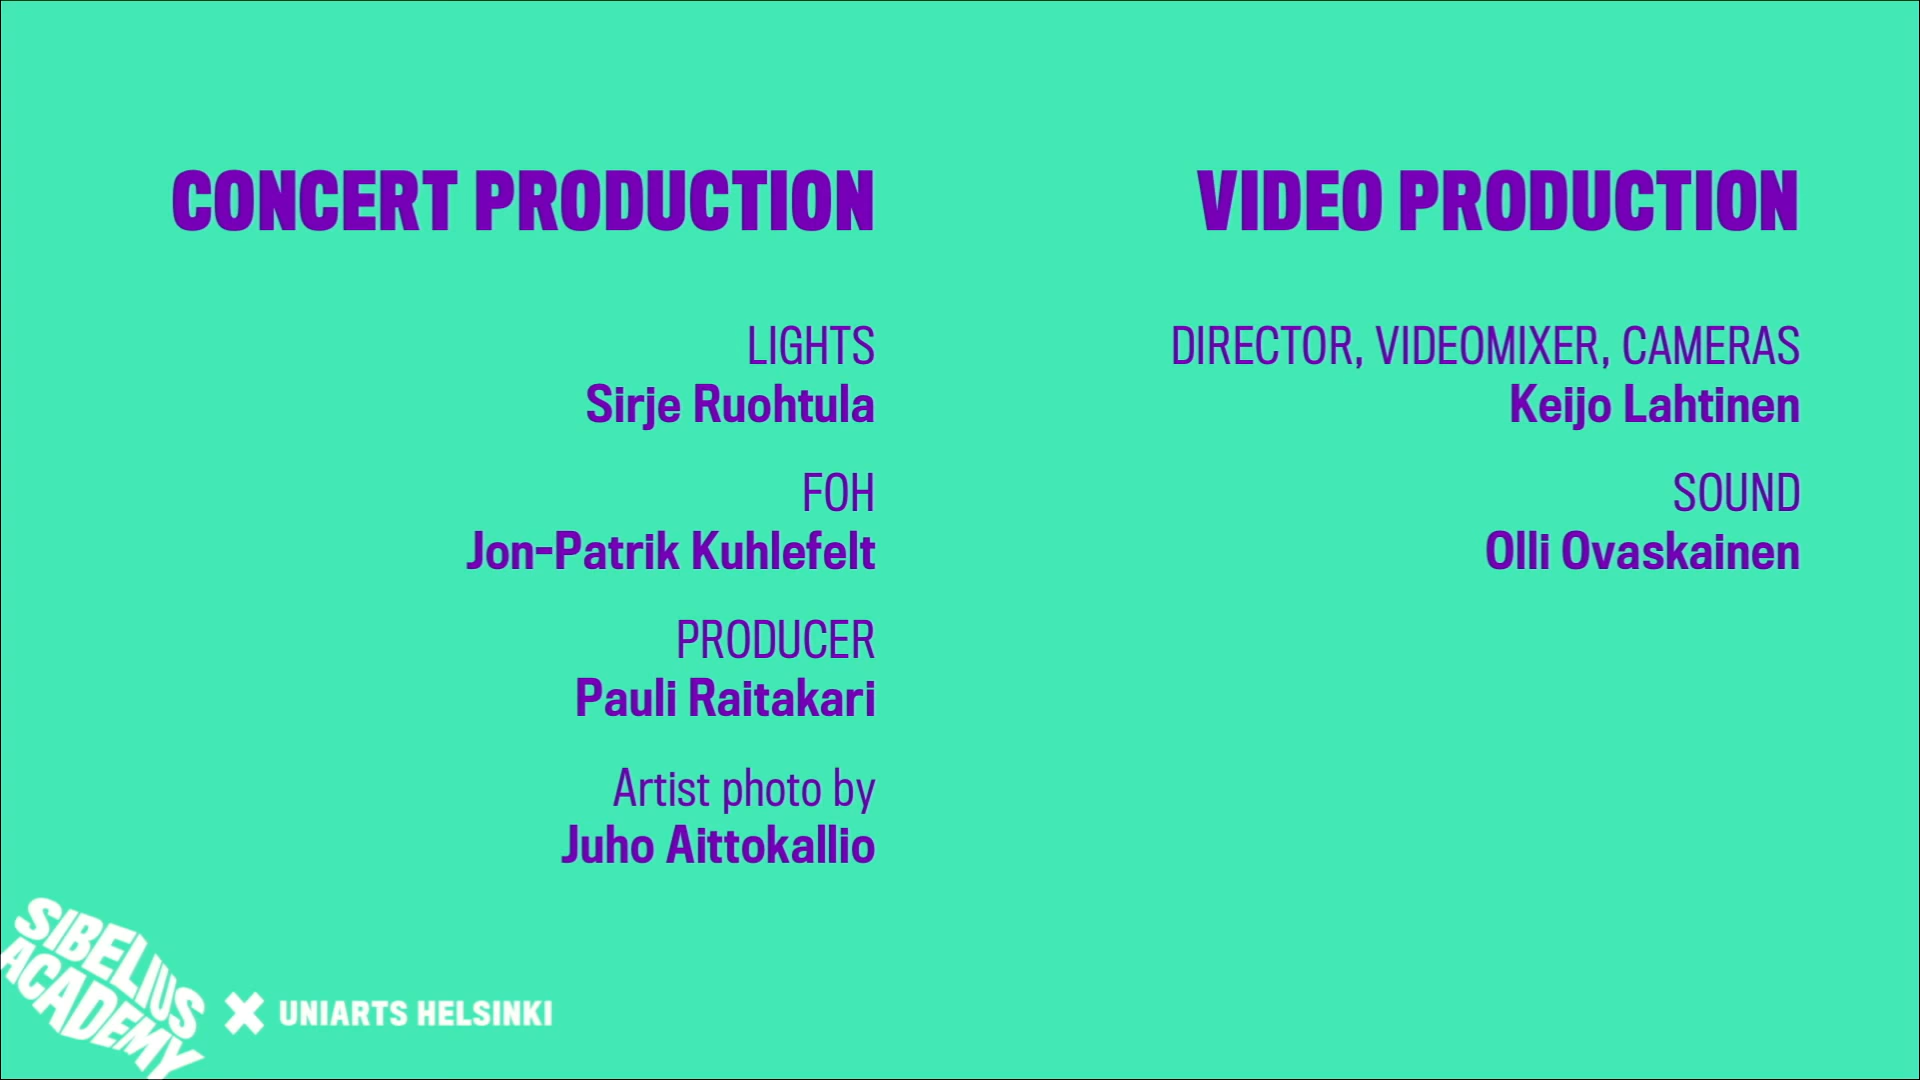 CONCERT PRODUCTION
LIGHTS
Sirje Ruohtula
FOH
Jon-Patrik Kuhlefelt
PRODUCER
Pauli Raitakari
Artist photo by
Juho Aittokallio
VIDEO PRODUCTION
DIRECTOR, VIDEOMIXER, CAMERAS
Keijo Lahtinen
SOUND
Olli Ovaskainen
SIBELIUS
ACADEMY
UNIARTS HELSINKI